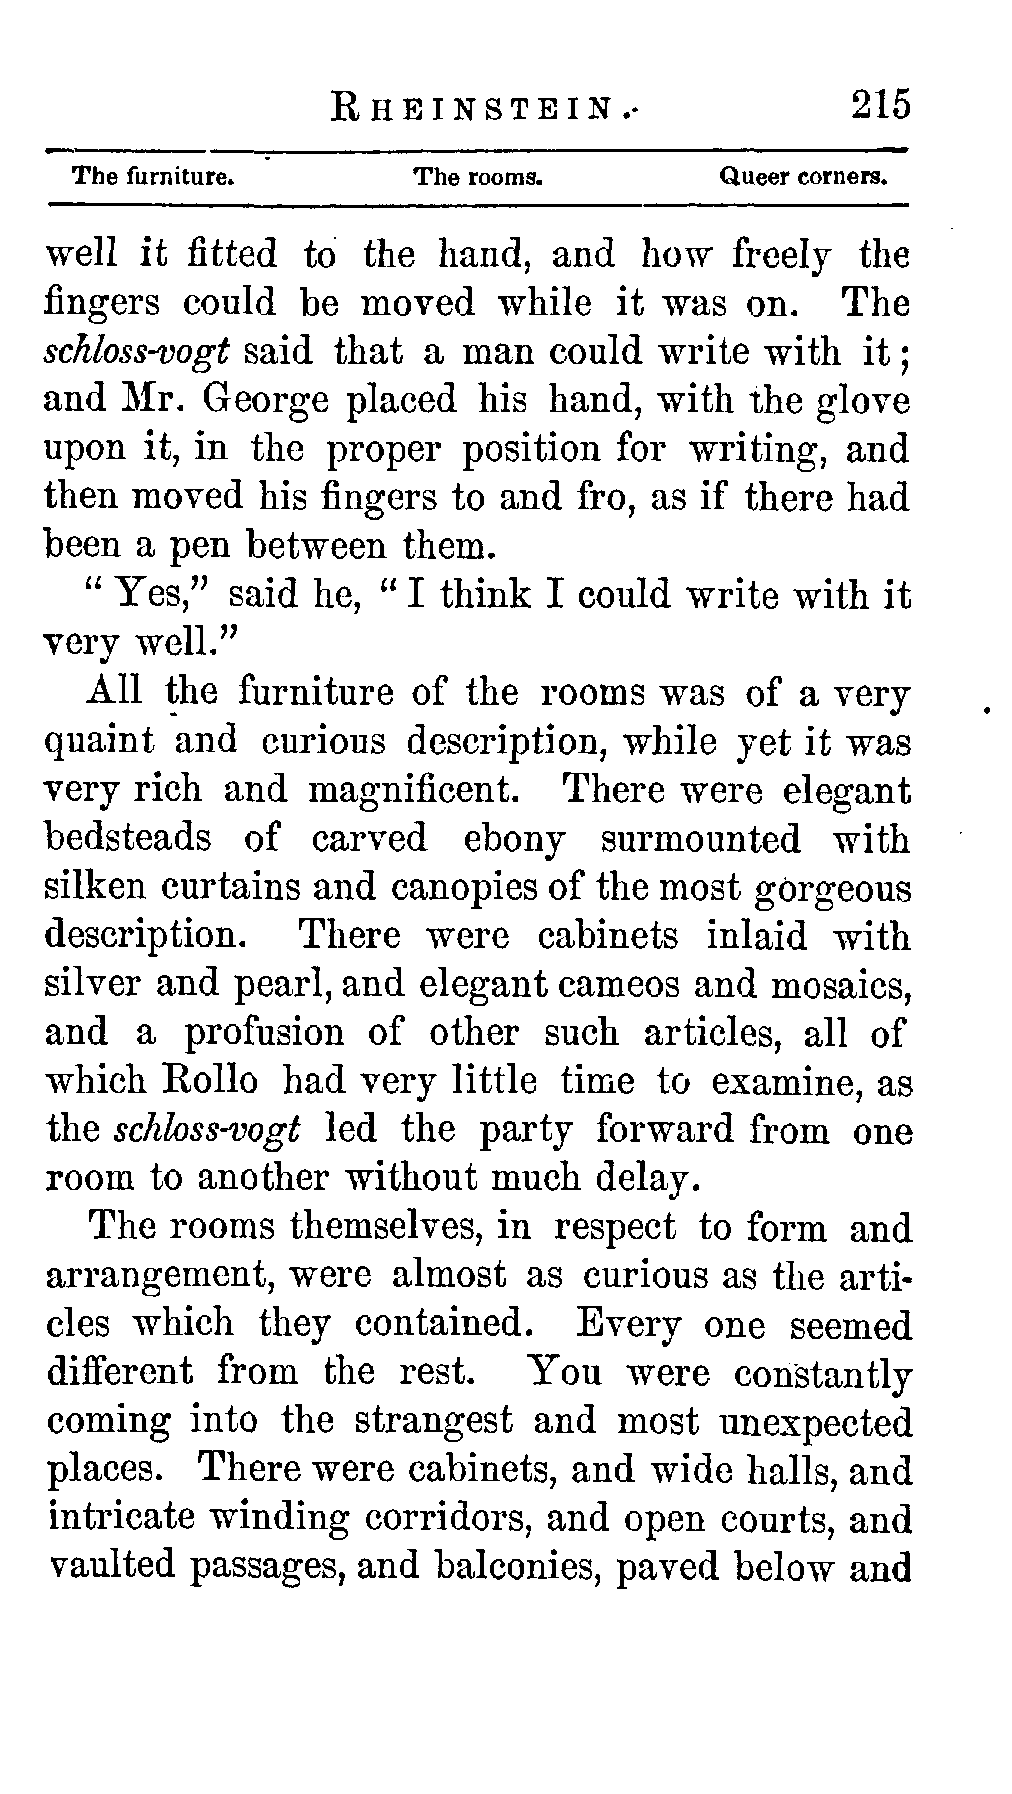 RHEINSTEIN. 215
The furniture. The rooms. Queer corners.
well it fitted to the hand, and how freely the
fingers could be moved while it was on. The
schloss-vogt said that a man could write with it;
and Mr. George placed his hand, with the glove
upon it, in the proper position for writing, and
then moved his fingers to and fro, as if there had
been a pen between them.
“Yes,” said he, “I think I could write with it
very well.”
All the furniture of the rooms was of a very
quaint and curious description, while yet it was
very rich and magnificent. There were elegant
bedsteads of carved ebony surmounted with
silken curtains and canopies of the most gorgeous
description. There were cabinets inlaid with
silver and pearl, and elegant cameos and mosaics,
and a profusion of other such articles, all of
which Rollo had very little time to examine, as
the schloss-vogt led the party forward from one
room to another without much delay.
The rooms themselves, in respect to form and
arrangement, were almost as curious as the arti-
cles which they contained. Every one seemed
different from the rest. You were constantly
coming into the strangest and most unexpected
places. There were cabinets, and wide halls, and
intricate winding corridors, and open courts, and
vaulted passages, and balconies, paved below and